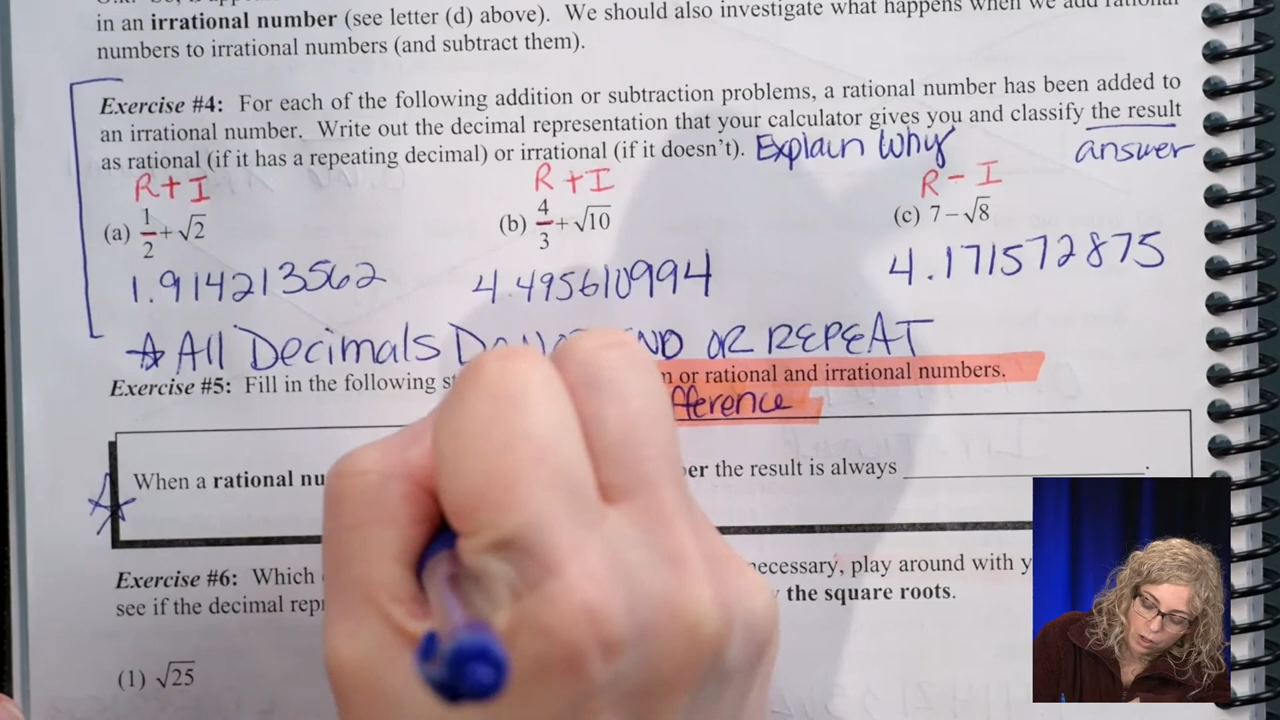 in an irrational number (see letter (d) above). We should also investigate what happens when we add rational
numbers to irrational numbers (and subtract them).
Exercise #4: For each of the following addition or subtraction problems, a rational number has been added to
an irrational number. Write out the decimal representation that your calculator gives you and classify the result
as rational (if it has a repeating decimal) or irrational (if it doesn't). Explain Why answer
R + I R + I R - I
(a) 1/2 + √2 (b) 4/3 + √10 (c) 7 - √8
1.914213562 4.495610994 4.171572875
☆ All Decimals OR REPEAT
Exercise #5: Fill in the following or rational and irrational numbers.
When a rational the result is always ____.
Exercise #6: Which necessary, play around with
see if the decimal the square roots.
(1) √25